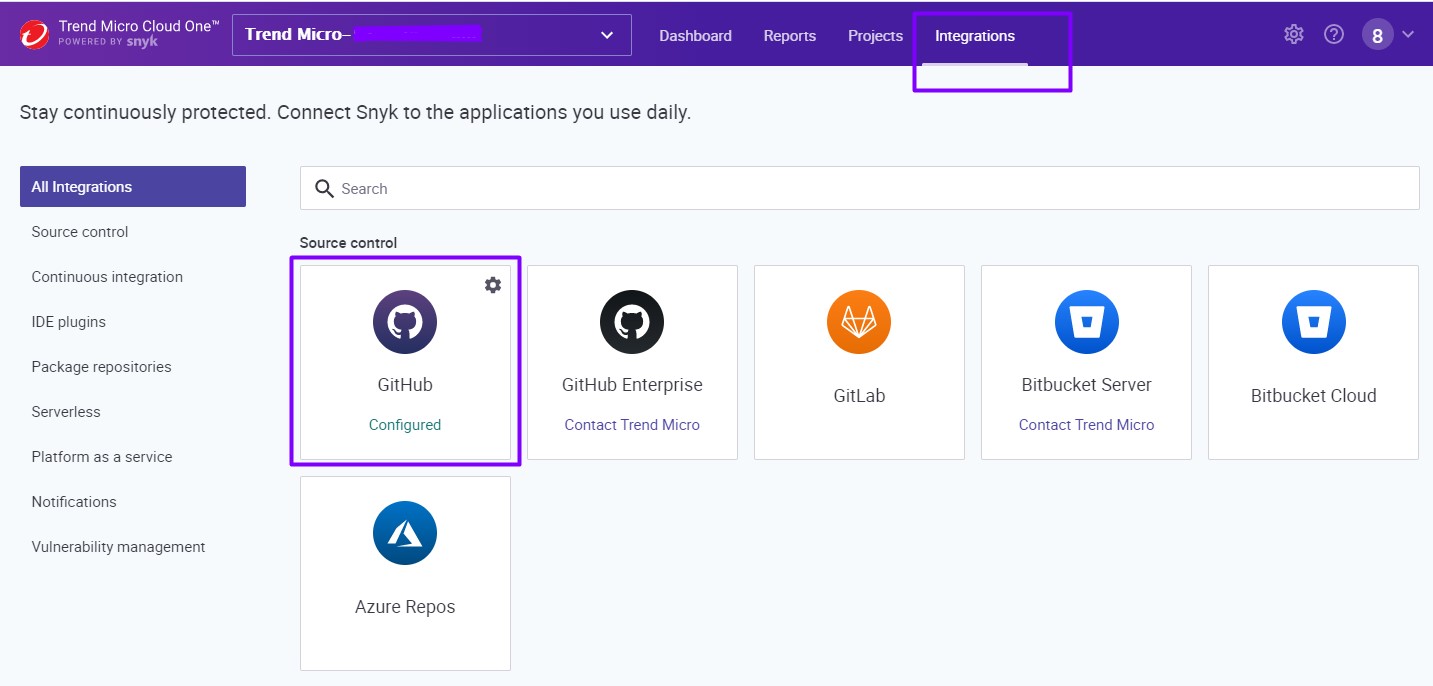 Trend Micro Cloud One™
POWERED BY snyk
Trend Micro–
Dashboard
Reports
Projects
Integrations
8
Stay continuously protected. Connect Snyk to the applications you use daily.
All Integrations
Source control
Continuous integration
IDE plugins
Package repositories
Serverless
Platform as a service
Notifications
Vulnerability management
Search
Source control
GitHub
Configured
GitHub Enterprise
Contact Trend Micro
GitLab
Bitbucket Server
Contact Trend Micro
Bitbucket Cloud
Azure Repos